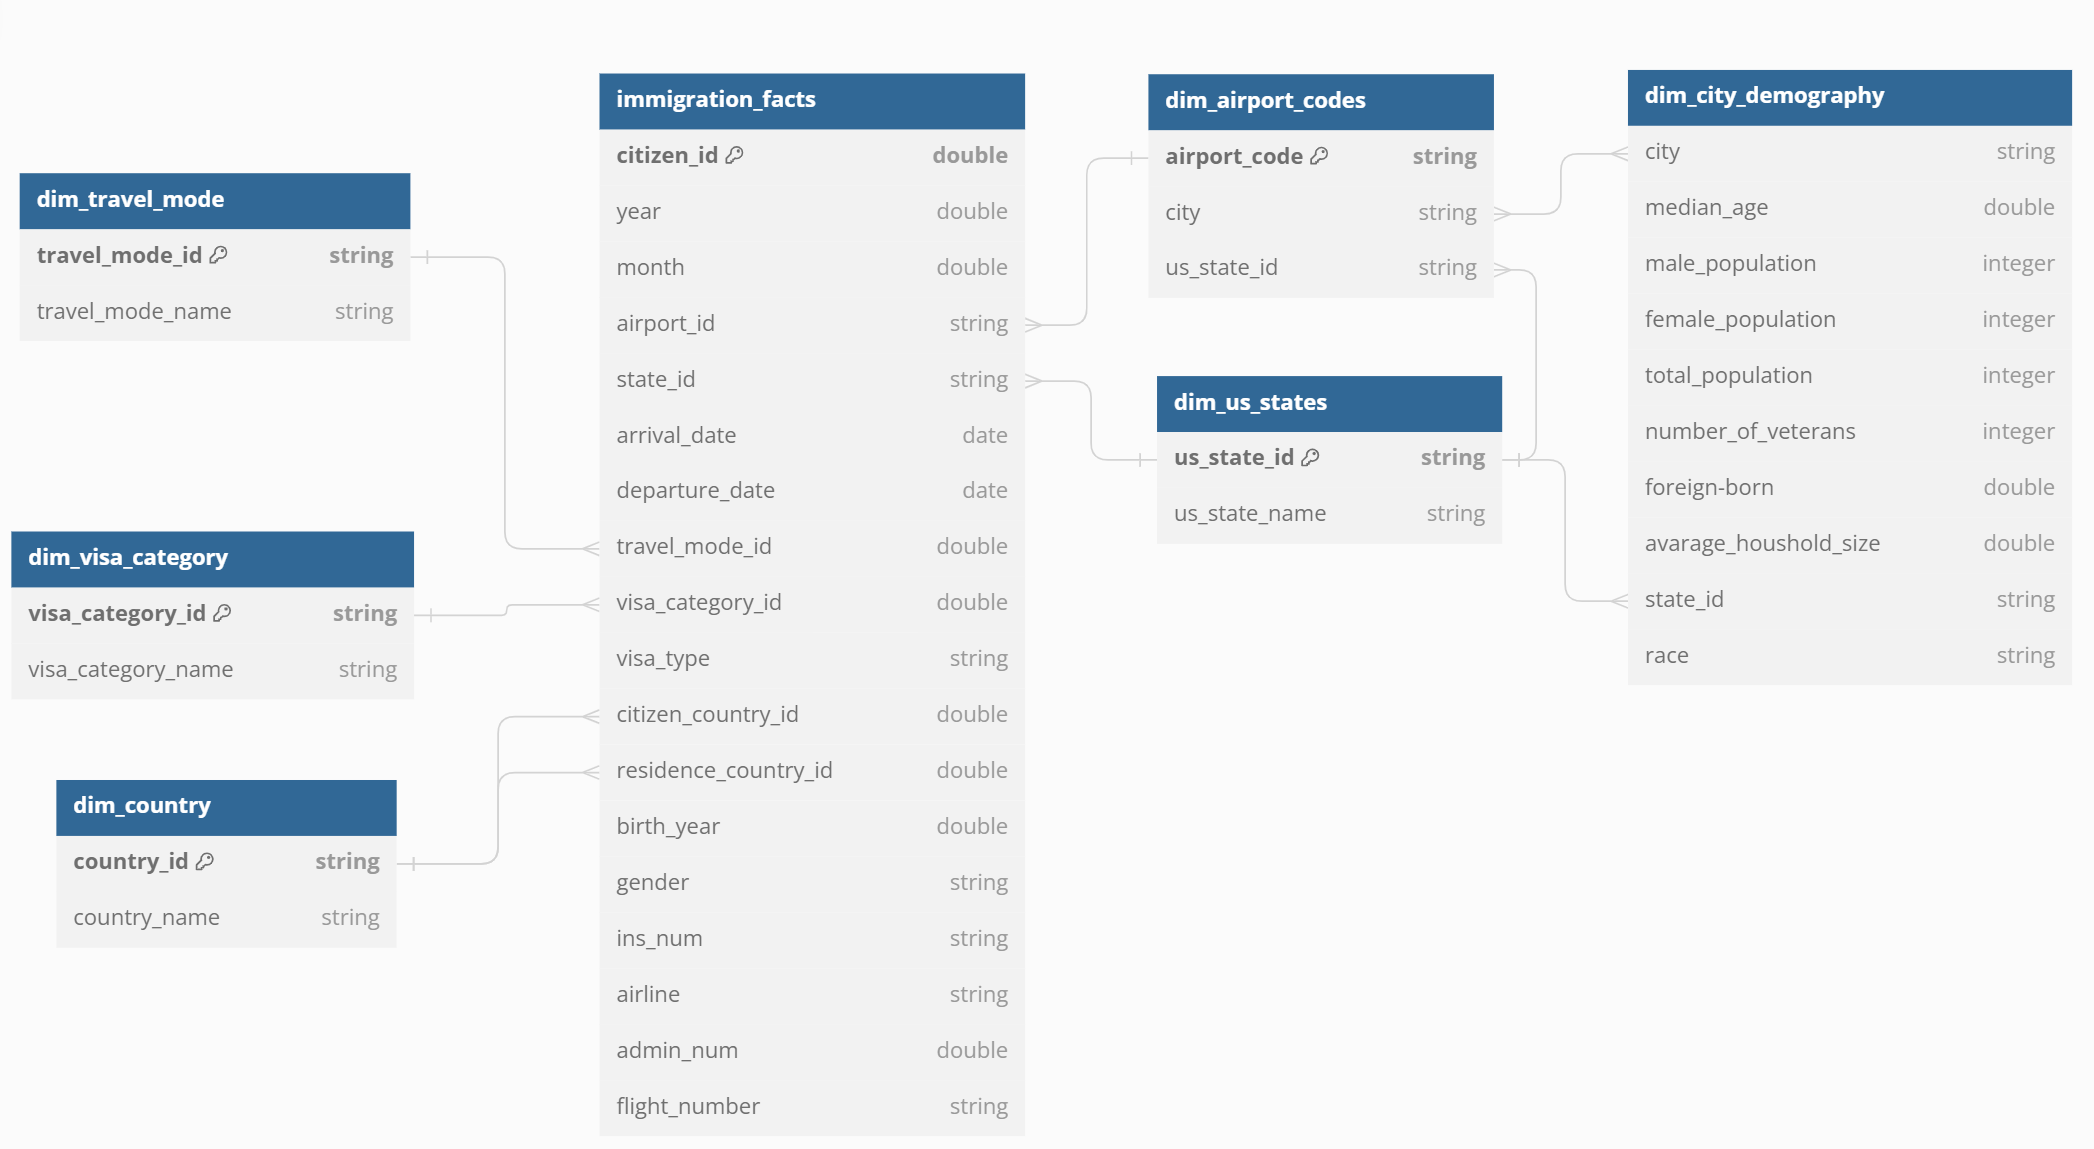 dim_travel_mode
travel_mode_id string
travel_mode_name string
dim_visa_category
visa_category_id string
visa_category_name string
dim_country
country_id string
country_name string
immigration_facts
citizen_id double
year double
month double
airport_id string
state_id string
arrival_date date
departure_date date
travel_mode_id double
visa_category_id double
visa_type string
citizen_country_id double
residence_country_id double
birth_year double
gender string
ins_num string
airline string
admin_num double
flight_number string
dim_airport_codes
airport_code string
city string
us_state_id string
dim_us_states
us_state_id string
us_state_name string
dim_city_demography
city string
median_age double
male_population integer
female_population integer
total_population integer
number_of_veterans integer
foreign-born double
avarage_houshold_size double
state_id string
race string